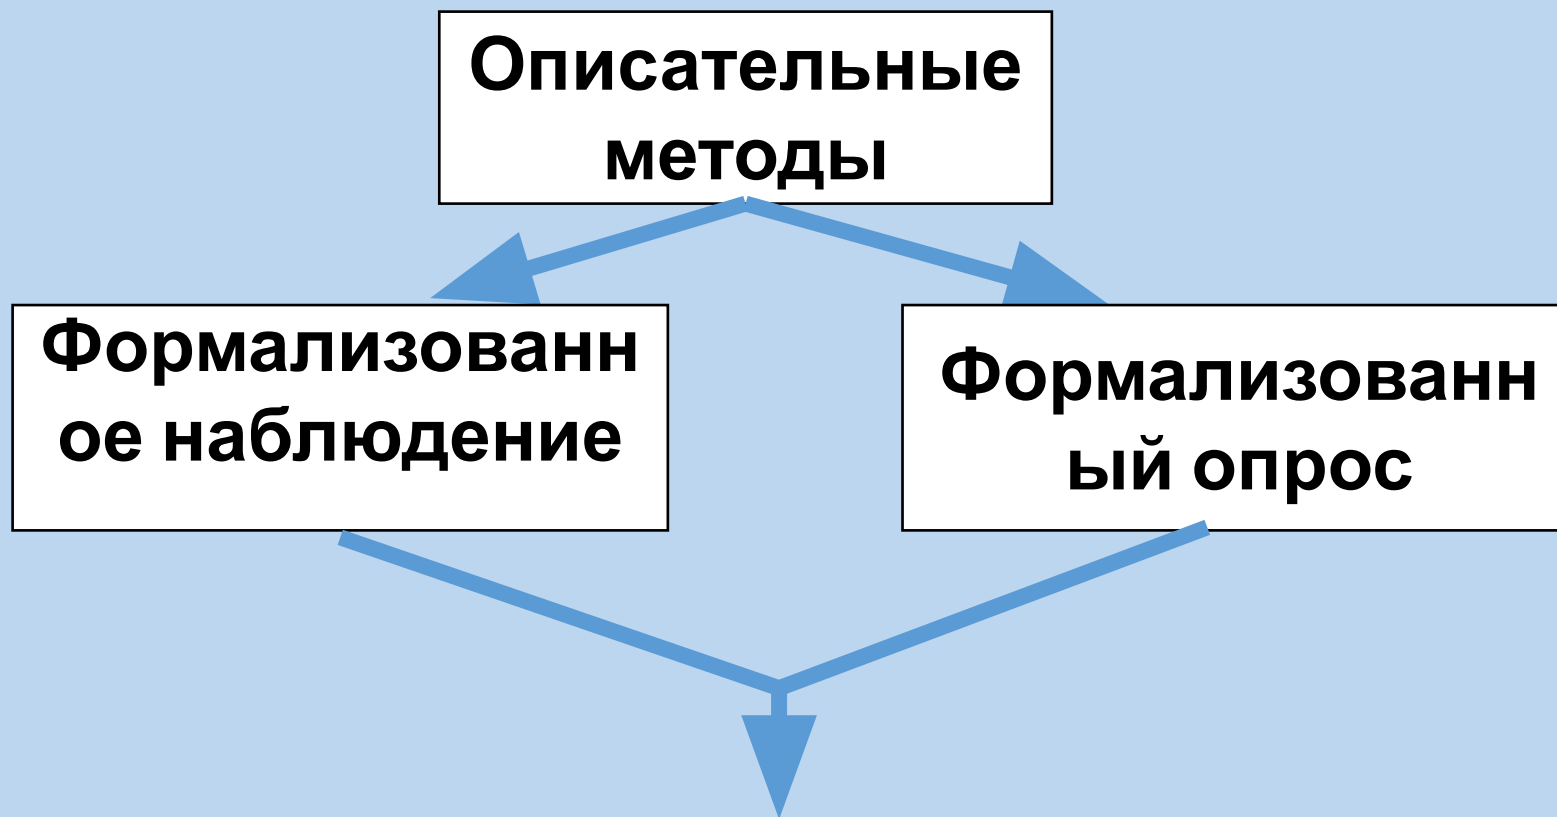 Описательные
методы
Формализованн
ое наблюдение
Формализованн
ый опрос